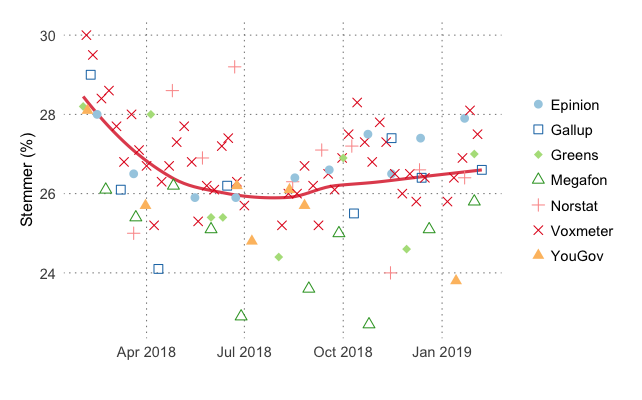 Stemmer (%)
30
28
26
24
Apr 2018 Jul 2018 Oct 2018 Jan 2019
Epinion
Gallup
Greens
Megafon
Norstat
Voxmeter
YouGov